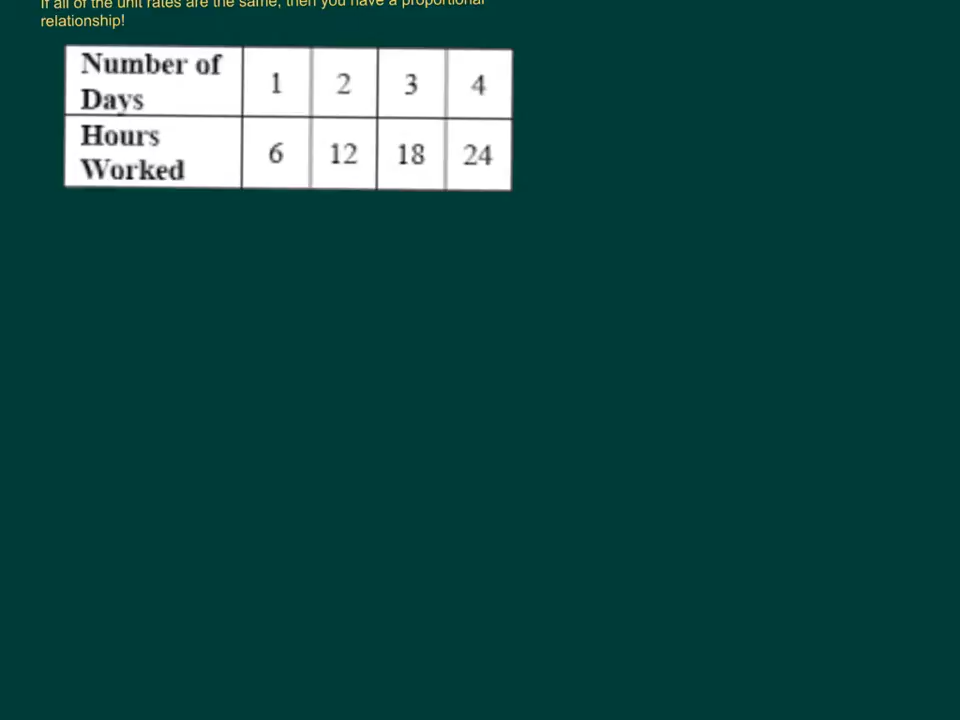 If all of the unit rates are the same, then you have a proportional
relationship!
Number of Days 1 2 3 4
Hours Worked 6 12 18 24